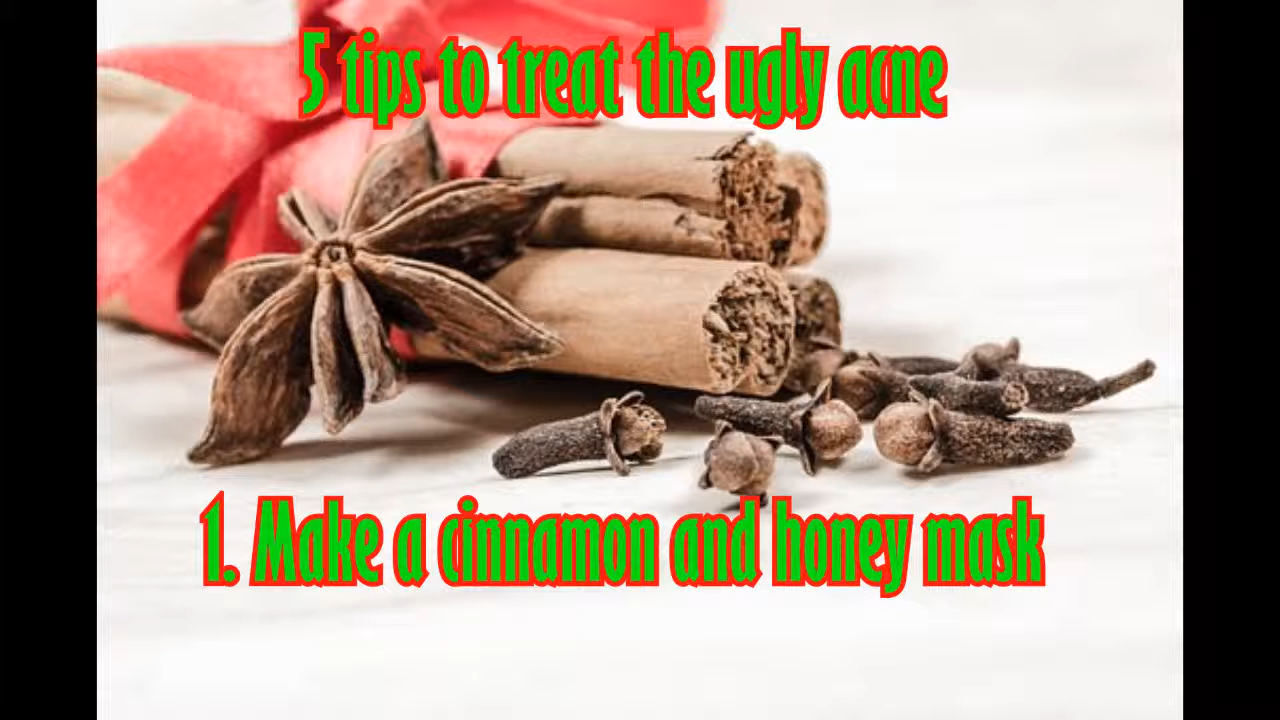 5 tips to treat the ugly acne
1. Make a cinnamon and honey mask